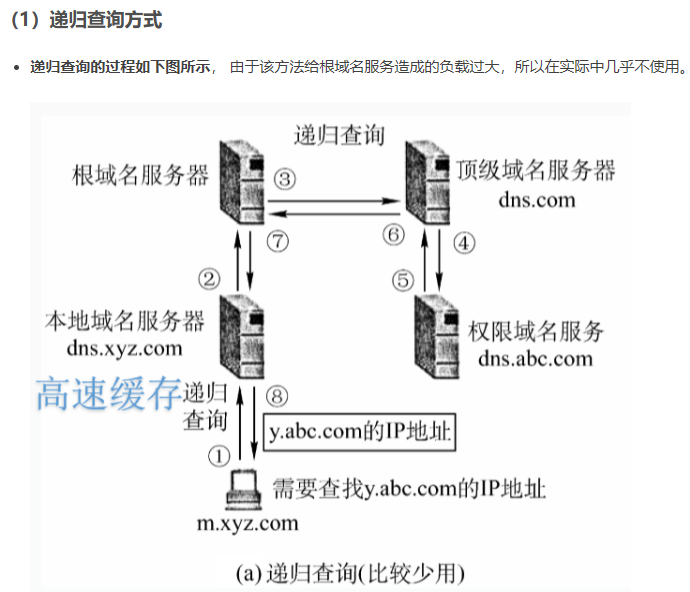 （1）递归查询方式
• 递归查询的过程如下图所示， 由于该方法给根域名服务造成的负载过大，所以在实际中几乎不使用。
递归查询
根域名服务器
③
顶级域名服务器
dns.com
⑦
⑥
④
②
⑤
本地域名服务器
dns.xyz.com
权限域名服务
dns.abc.com
高速缓存
递归
查询
⑧
y.abc.com的IP地址
①
需要查找y.abc.com的IP地址
m.xyz.com
(a) 递归查询(比较少用)